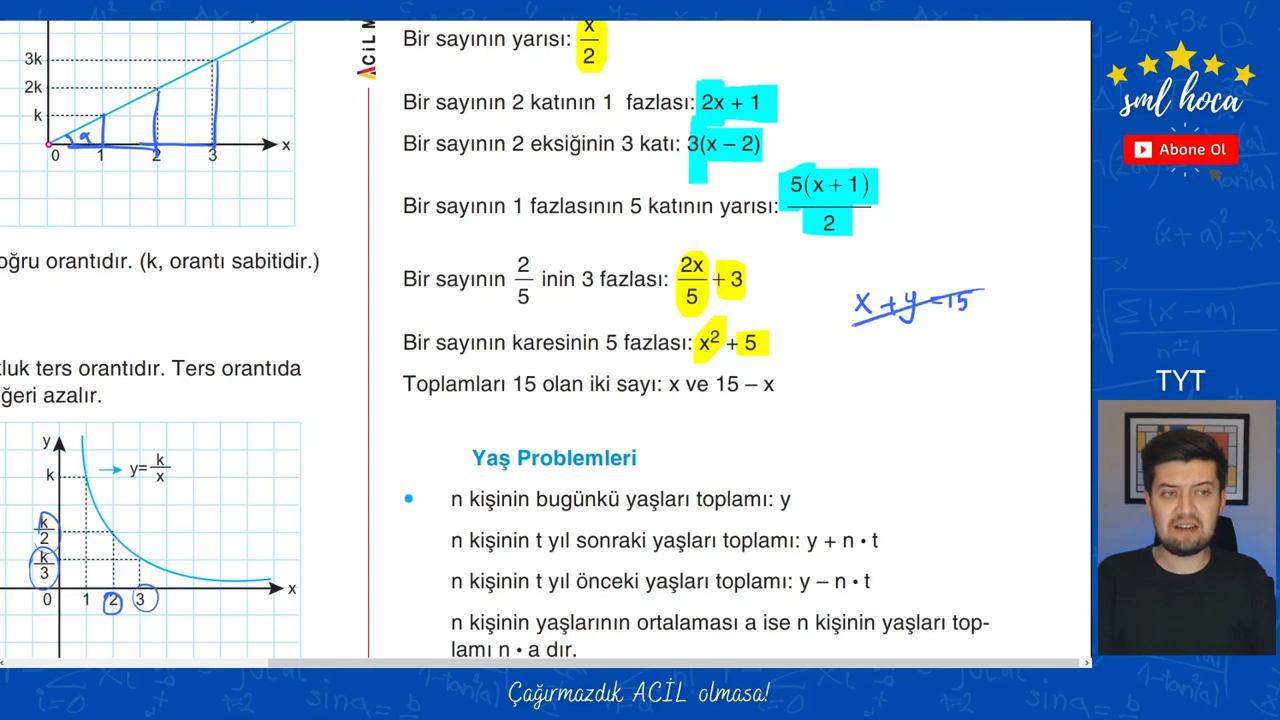 3k
2k
k
0
1
2
3
x
a
oğru orantıdır. (k, orantı sabitidir.)
kluk ters orantıdır. Ters orantıda
ğeri azalır.
y
y=k/x
k
k/2
k/3
0
1
2
3
x
ACİL M
Bir sayının yarısı: x/2
Bir sayının 2 katının 1 fazlası: 2x + 1
Bir sayının 2 eksiğinin 3 katı: 3(x – 2)
Bir sayının 1 fazlasının 5 katının yarısı: 5(x + 1)/2
Bir sayının 2/5 inin 3 fazlası: 2x/5 + 3
Bir sayının karesinin 5 fazlası: x² + 5
x + y = 15
Toplamları 15 olan iki sayı: x ve 15 – x
Yaş Problemleri
• n kişinin bugünkü yaşları toplamı: y
n kişinin t yıl sonraki yaşları toplamı: y + n • t
n kişinin t yıl önceki yaşları toplamı: y – n • t
n kişinin yaşlarının ortalaması a ise n kişinin yaşları top-
lamı n • a dır.
sml hoca
Abone Ol
(x + a)² = x²
TYT
Çağırmazdık ACİL olmasa!